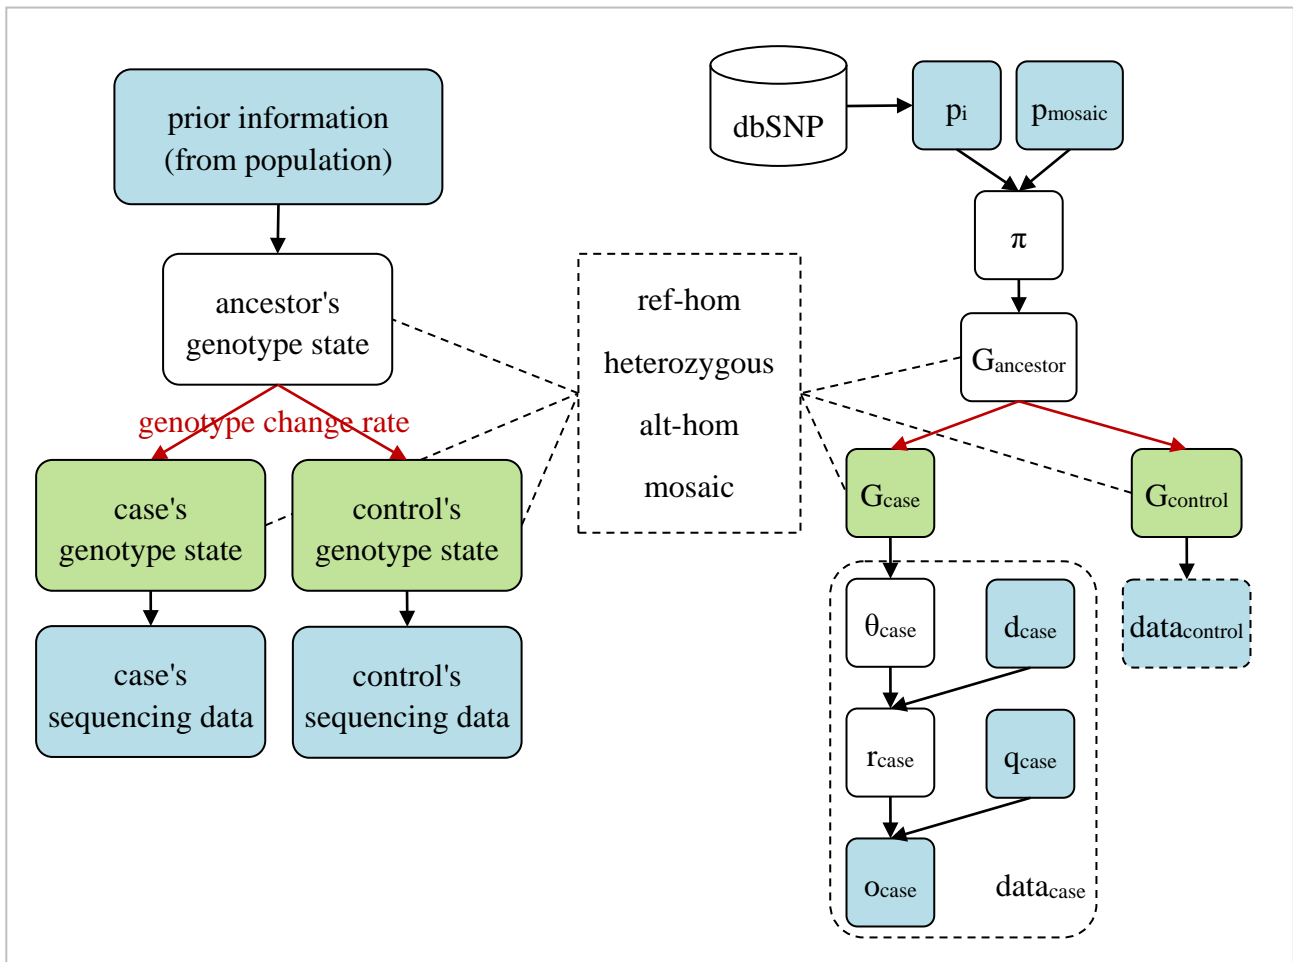 prior information
(from population)
ancestor's
genotype state
genotype change rate
case's
genotype state
control's
genotype state
case's
sequencing data
control's
sequencing data
ref-hom
heterozygous
alt-hom
mosaic
dbSNP
pi
pmosaic
π
Gancestor
Gcase
Gcontrol
θcase
dcase
datacontrol
rcase
qcase
ocase
datacase